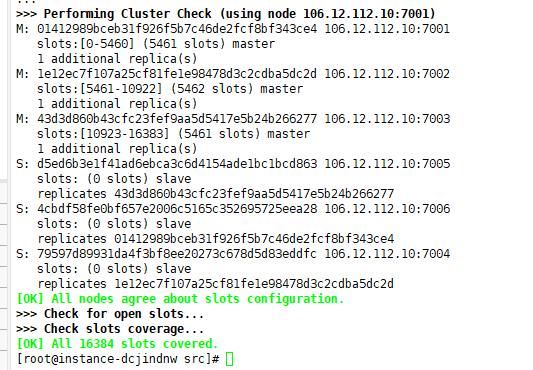 ...
>>> Performing Cluster Check (using node 106.12.112.10:7001)
M: 01412989bceb31f926f5b7c46de2fcf8bf343ce4 106.12.112.10:7001
slots:[0-5460] (5461 slots) master
1 additional replica(s)
M: 1e12ec7f107a25cf81fe1e98478d3c2cdba5dc2d 106.12.112.10:7002
slots:[5461-10922] (5462 slots) master
1 additional replica(s)
M: 43d3d860b43cfc23fef9aa5d5417e5b24b266277 106.12.112.10:7003
slots:[10923-16383] (5461 slots) master
1 additional replica(s)
S: d5ed6b3e1f41ad6ebca3c6d4154ade1bc1bcd863 106.12.112.10:7005
slots: (0 slots) slave
replicates 43d3d860b43cfc23fef9aa5d5417e5b24b266277
S: 4cbdf58fe0bf657e2006c5165c352695725eea28 106.12.112.10:7006
slots: (0 slots) slave
replicates 01412989bceb31f926f5b7c46de2fcf8bf343ce4
S: 79597d89931da4f3bf8ee20273c678d5d83eddfc 106.12.112.10:7004
slots: (0 slots) slave
replicates 1e12ec7f107a25cf81fe1e98478d3c2cdba5dc2d
[OK] All nodes agree about slots configuration.
>>> Check for open slots...
>>> Check slots coverage...
[OK] All 16384 slots covered.
[root@instance-dcjindnw src]#